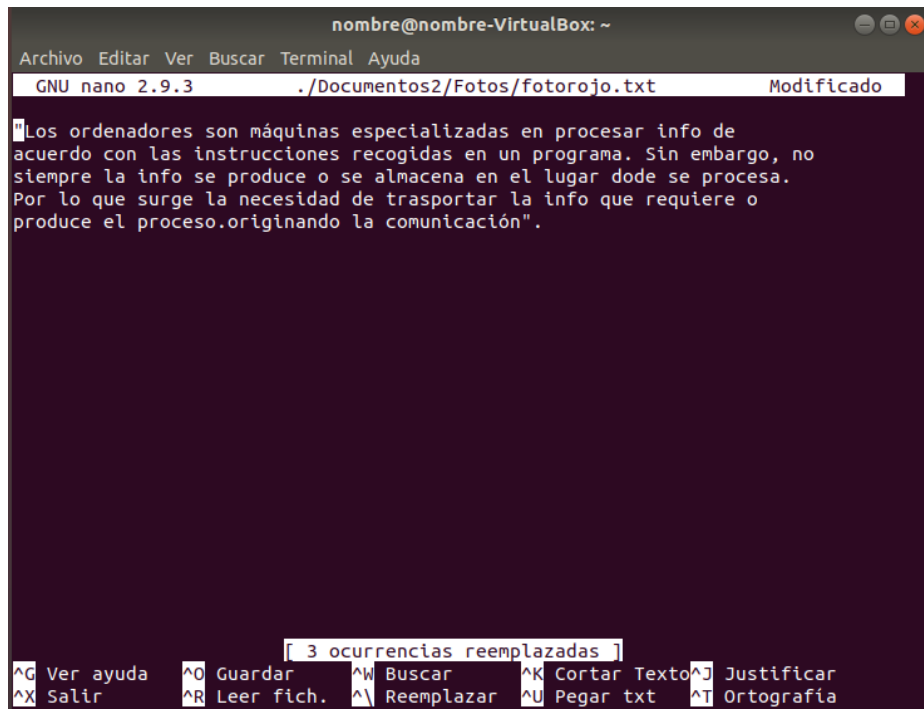 nombre@nombre-VirtualBox: ~
Archivo Editar Ver Buscar Terminal Ayuda
GNU nano 2.9.3 ./Documentos2/Fotos/fotorojo.txt Modificado
"Los ordenadores son máquinas especializadas en procesar info de
acuerdo con las instrucciones recogidas en un programa. Sin embargo, no
siempre la info se produce o se almacena en el lugar dode se procesa.
Por lo que surge la necesidad de trasportar la info que requiere o
produce el proceso.originando la comunicación".
[ 3 ocurrencias reemplazadas ]
^G Ver ayuda ^O Guardar ^W Buscar ^K Cortar Texto^J Justificar
^X Salir ^R Leer fich. ^\ Reemplazar ^U Pegar txt ^T Ortografía